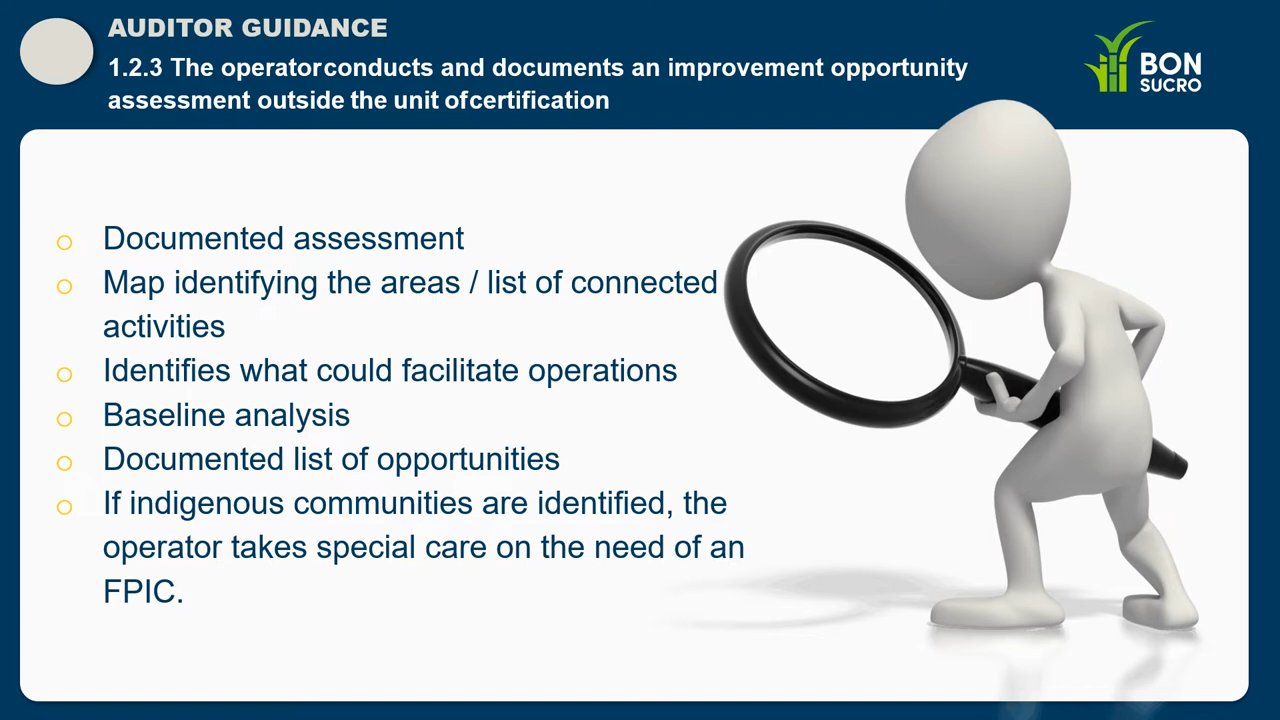 AUDITOR GUIDANCE
1.2.3 The operatorconducts and documents an improvement opportunity
assessment outside the unit ofcertification
BON
SUCRO
Documented assessment
Map identifying the areas / list of connected
activities
Identifies what could facilitate operations
Baseline analysis
Documented list of opportunities
If indigenous communities are identified, the
operator takes special care on the need of an
FPIC.